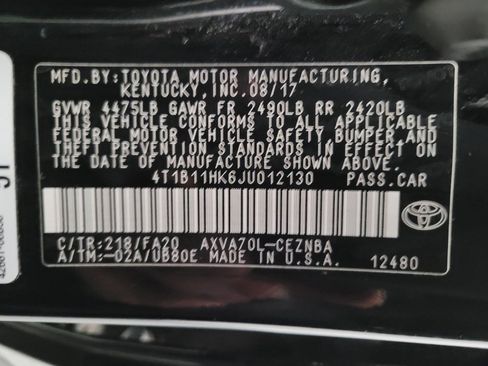 MFD.BY:TOYOTA MOTOR MANUFACTURING,
KENTUCKY, INC.08/17
GVWR 4475LB GAWR FR 2490LB RR 2420LB
THIS VEHICLE CONFORMS TO ALL APPLICABLE
FEDERAL MOTOR VEHICLE SAFETY BUMPER, AND
THEFT PREVENTION STANDARDS IN EFFECT ON
THE DATE OF MANUFACTURE SHOWN ABOVE.
4T1B11HK6JU012130 PASS.CAR
C/TR:218/FA20 AXVA70L-CEZNBA
A/TM:-02A/UB80E MADE IN U.S.A. 12480